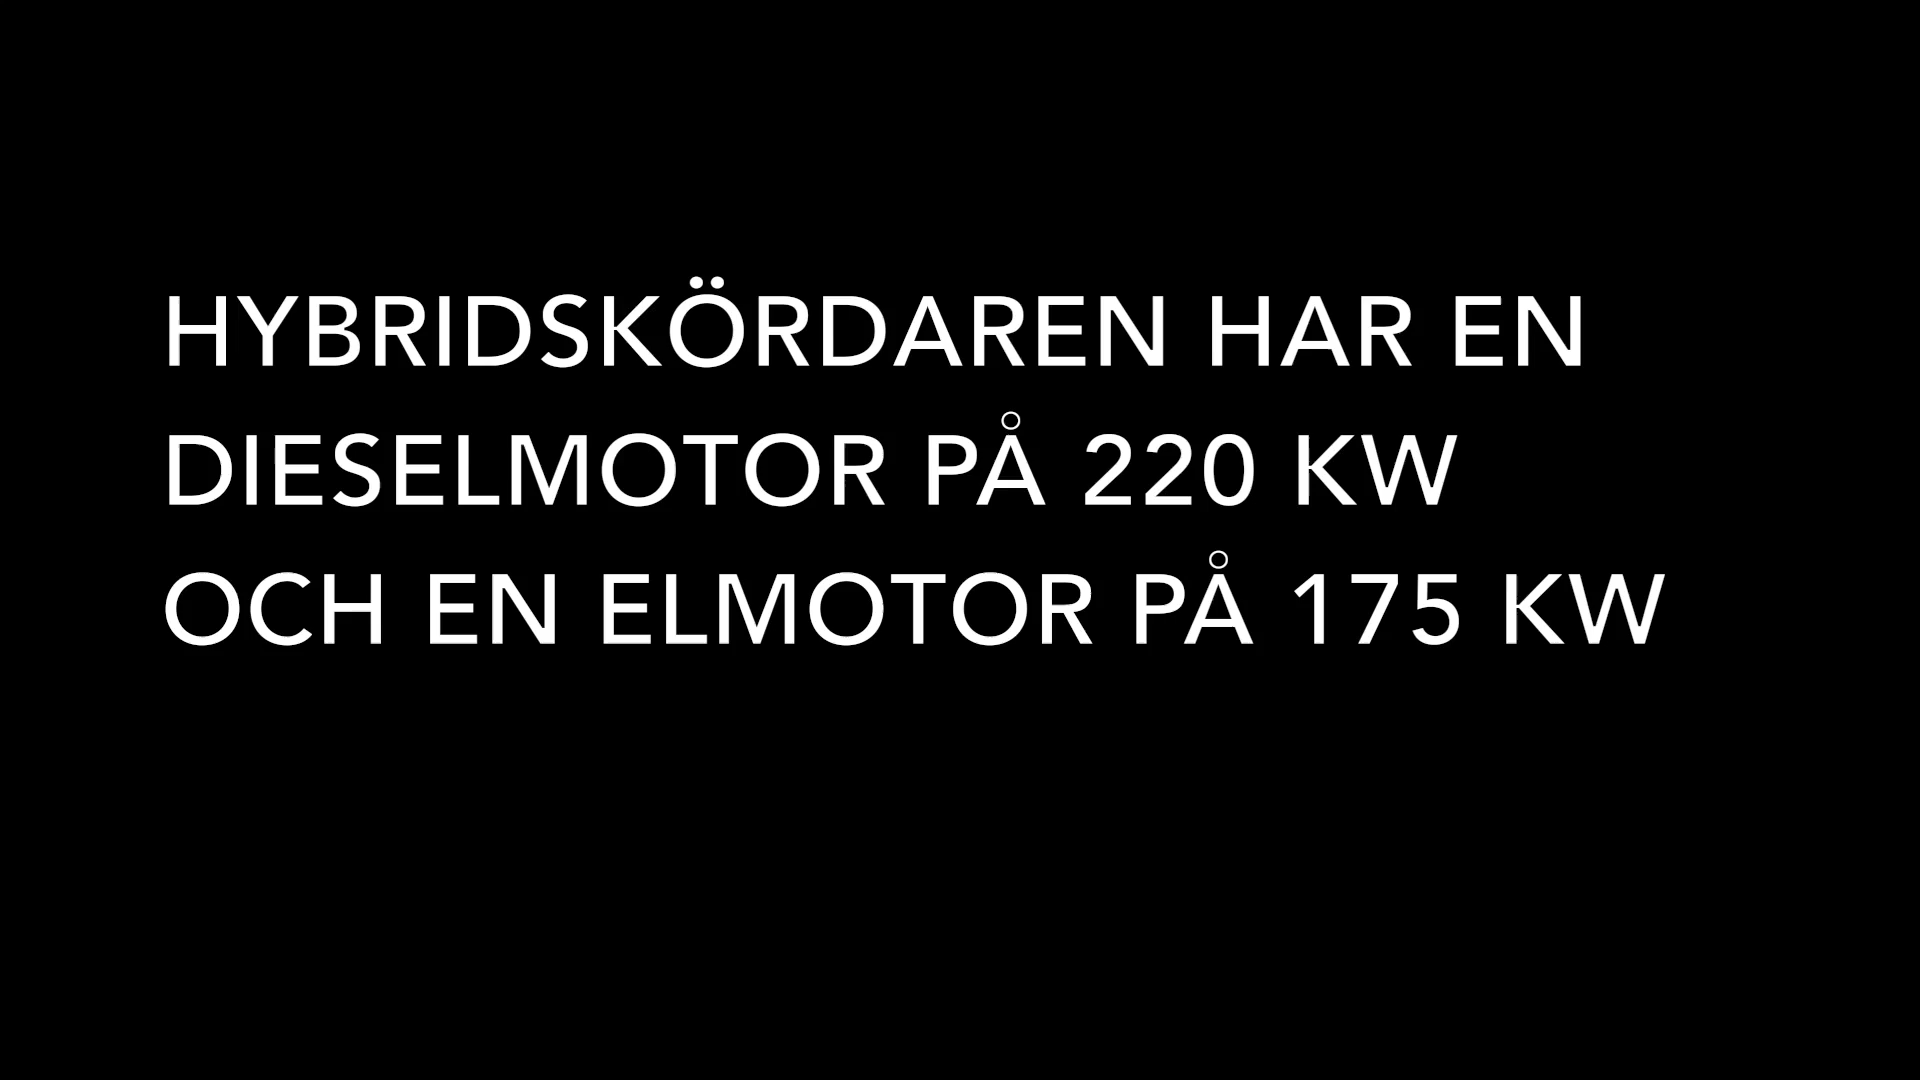 HYBRIDSKÖRDAREN HAR EN
DIESELMOTOR PÅ 220 KW
OCH EN ELMOTOR PÅ 175 KW